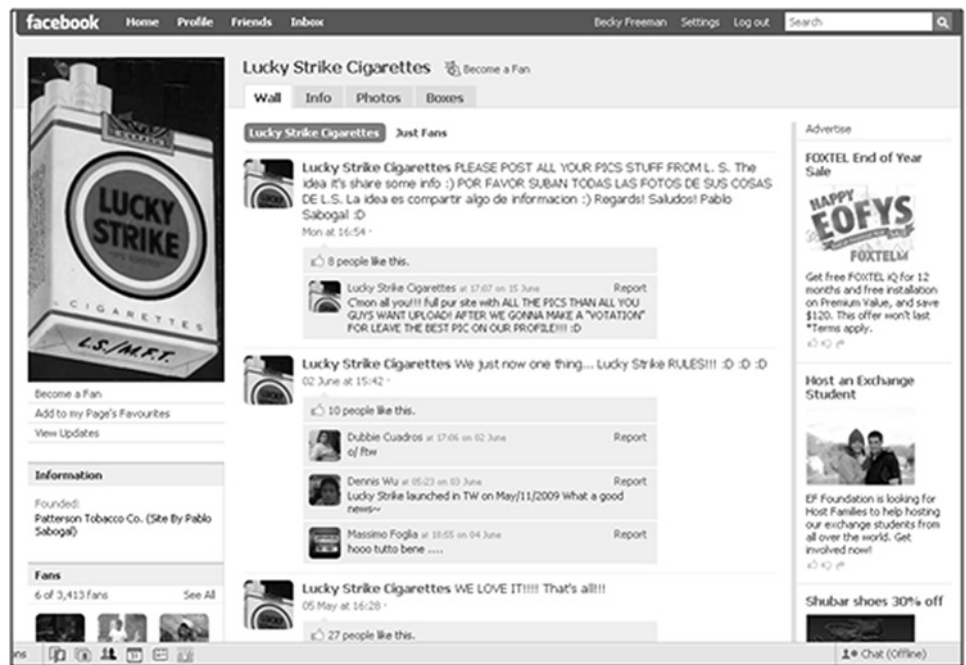 facebook Home Profile Friends Inbox Becky Freeman Settings Log out Search
LUCKY
STRIKE
"IT'S TOASTED"
CIGARETTES
L.S./M.F.T.
Become a Fan
Add to my Page's Favourites
View Updates
Information
Founded:
Patterson Tobacco Co. (Site By Pablo
Sabogal)
Fans
6 of 3,413 fans See All
Lucky Strike Cigarettes Become a Fan
Wall Info Photos Boxes
Lucky Strike Cigarettes Just Fans
Lucky Strike Cigarettes PLEASE POST ALL YOUR PICS STUFF FROM L. S. The
idea it's share some info :) POR FAVOR SUBAN TODAS LAS FOTOS DE SUS COSAS
DE L.S. La idea es compartir algo de informacion :) Regards! Saludos! Pablo
Sabogal :D
Mon at 16:54 ·
8 people like this.
Lucky Strike Cigarettes at 17:07 on 15 June Report
C'mon all you!!! full pur site with ALL THE PICS THAN ALL YOU
GUYS WANT UPLOAD! AFTER WE GONNA MAKE A "VOTATION"
FOR LEAVE THE BEST PIC ON OUR PROFILE!!!! :D
Lucky Strike Cigarettes We just now one thing... Lucky Strike RULES!!! :D :D :D
02 June at 15:42 ·
10 people like this.
Dubbie Cuadros at 17:06 on 02 June Report
o/ ftw
Dennis Wu at 05:23 on 03 June Report
Lucky Strike launched in TW on May/11/2009 What a good
news~
Massimo Foglia at 18:55 on 04 June Report
hooo tutto bene ....
Lucky Strike Cigarettes WE LOVE IT!!!! That's all!!!
05 May at 16:28 ·
27 people like this.
Advertise
FOXTEL End of Year
Sale
HAPPY
EOFYS
FOXTEL
Get free FOXTEL iQ for 12
months and free installation
on Premium Value, and save
$120. This offer won't last
*Terms apply.
Host an Exchange
Student
EF Foundation is looking for
Host Families to help hosting
our exchange students from
all over the world. Get
involved now!
Shubar shoes 30% off
ons
Chat (Offline)